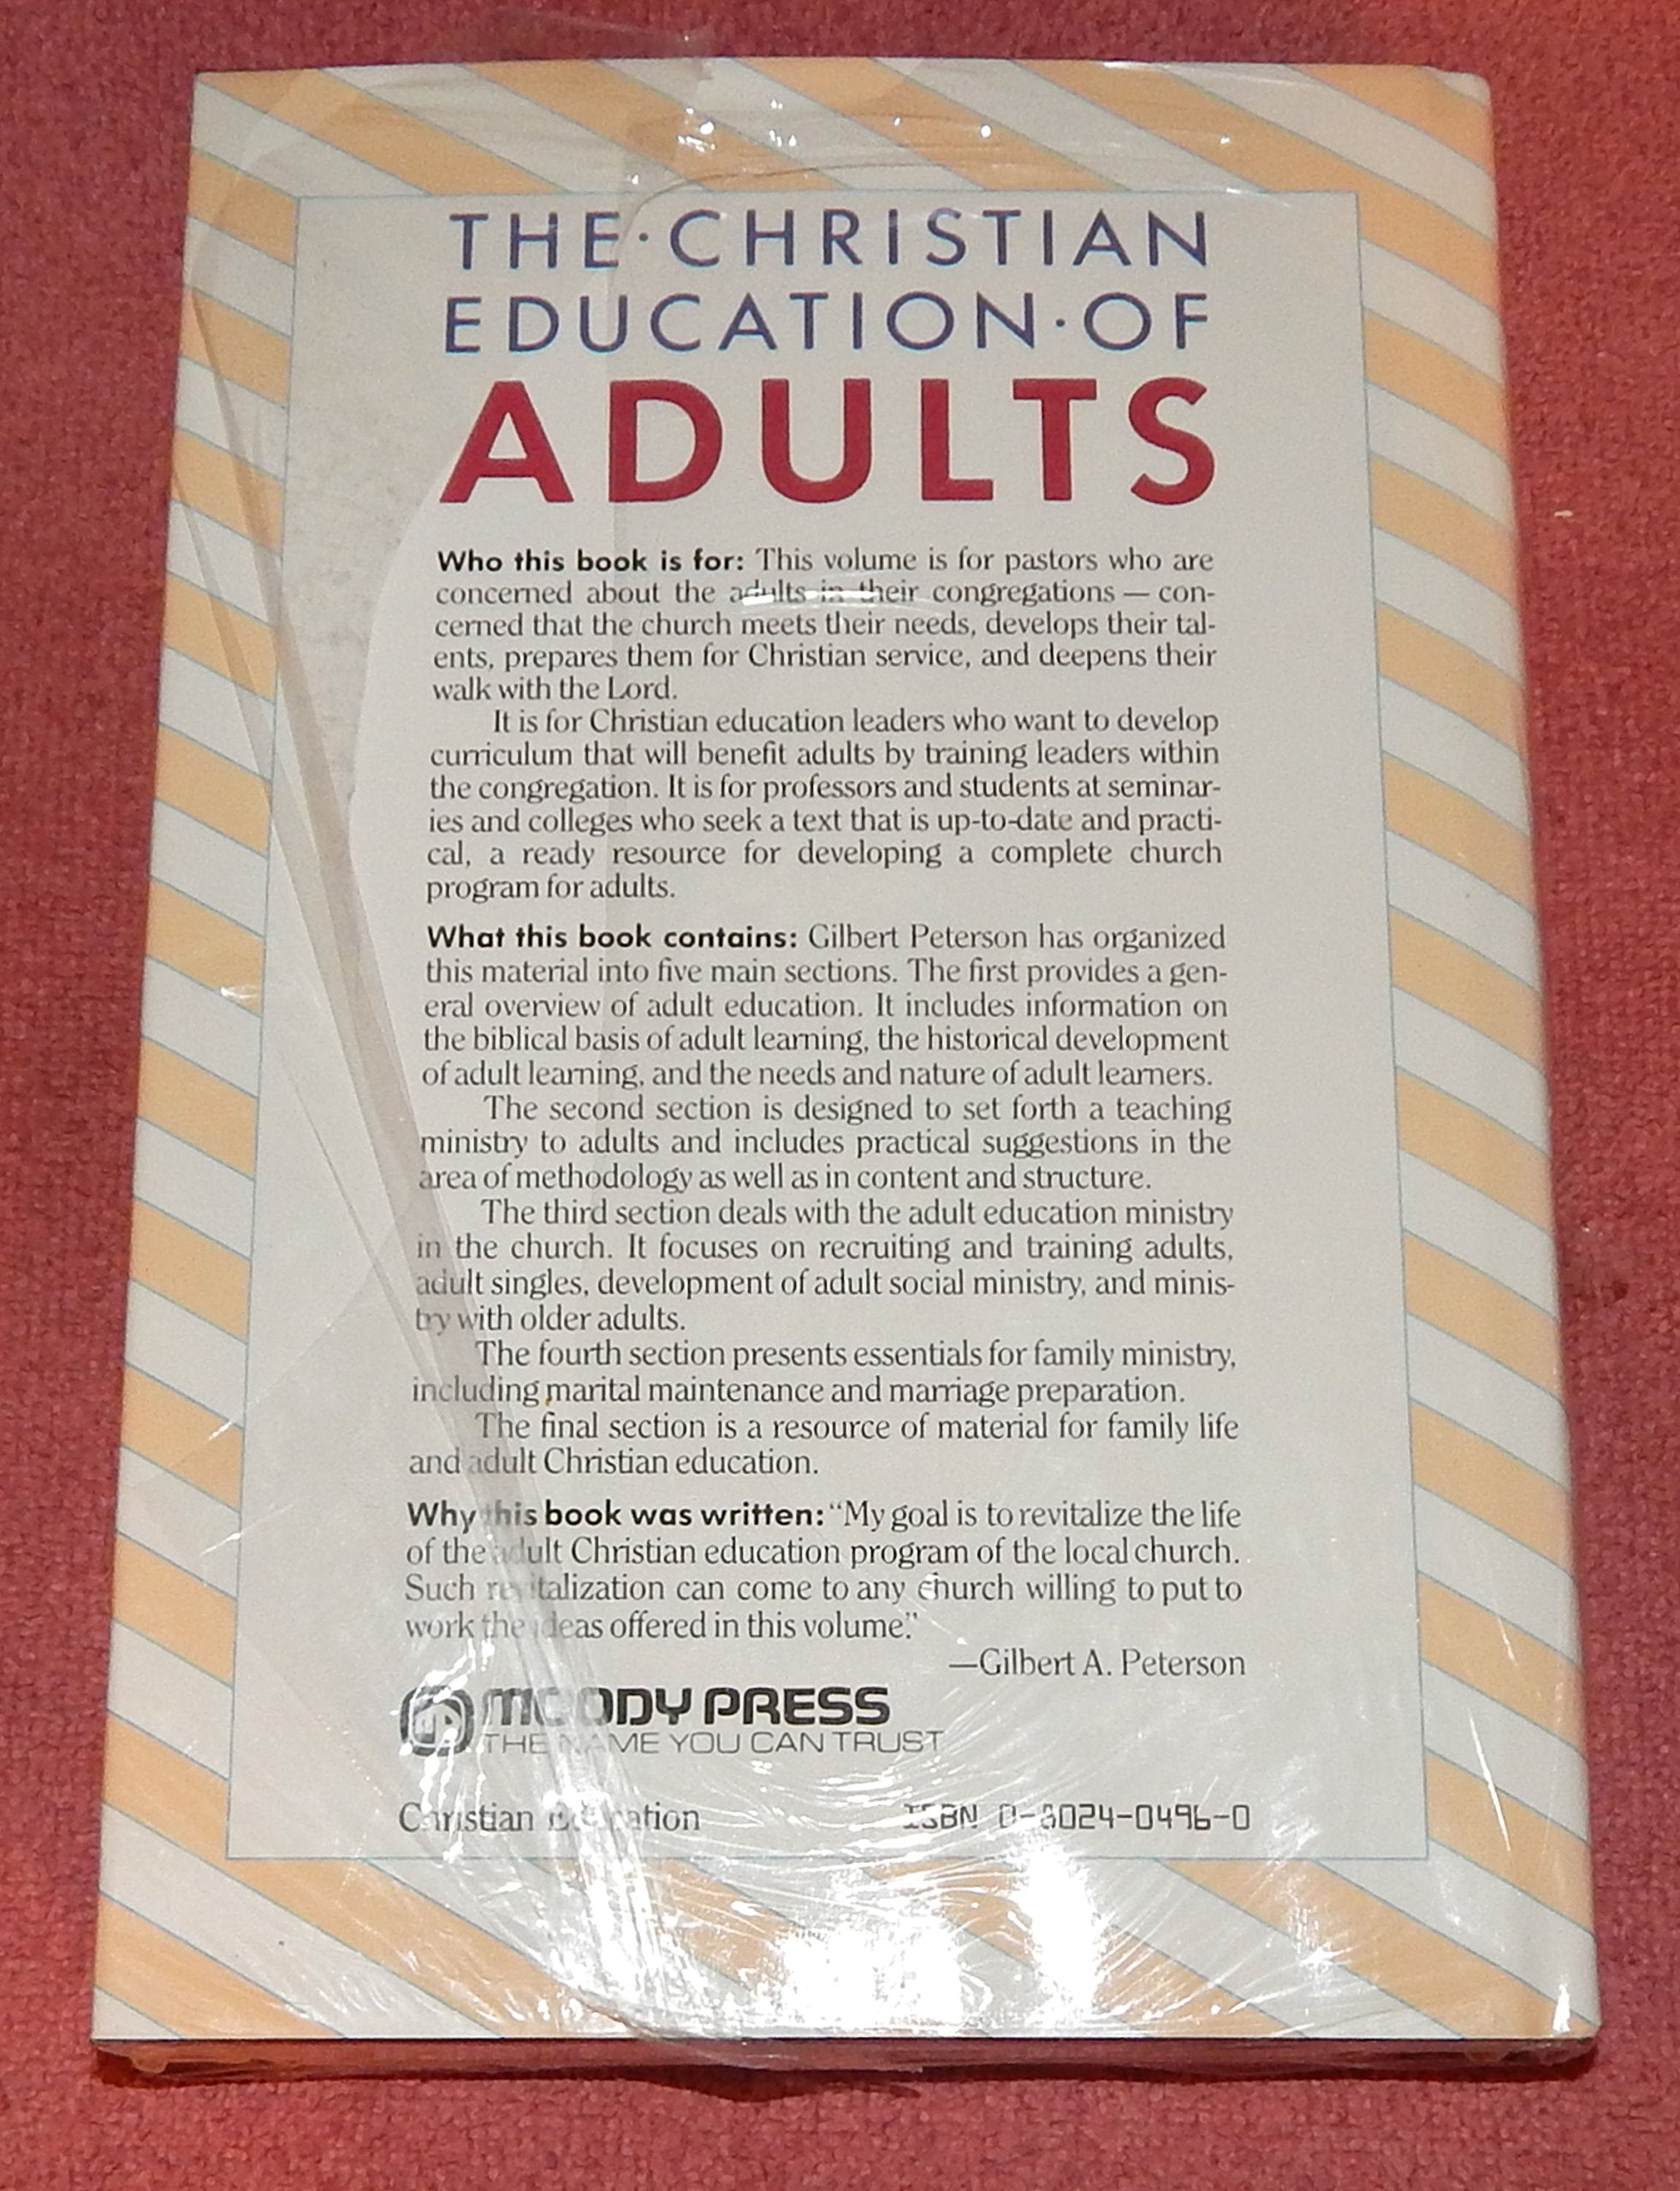 THE·CHRISTIAN
EDUCATION·OF
ADULTS
Who this book is for: This volume is for pastors who are
concerned about the adults in their congregations — con-
cerned that the church meets their needs, develops their tal-
ents, prepares them for Christian service, and deepens their
walk with the Lord.
It is for Christian education leaders who want to develop
curriculum that will benefit adults by training leaders within
the congregation. It is for professors and students at seminar-
ies and colleges who seek a text that is up-to-date and practi-
cal, a ready resource for developing a complete church
program for adults.
What this book contains: Gilbert Peterson has organized
this material into five main sections. The first provides a gen-
eral overview of adult education. It includes information on
the biblical basis of adult learning, the historical development
of adult learning, and the needs and nature of adult learners.
The second section is designed to set forth a teaching
ministry to adults and includes practical suggestions in the
area of methodology as well as in content and structure.
The third section deals with the adult education ministry
in the church. It focuses on recruiting and training adults,
adult singles, development of adult social ministry, and minis-
try with older adults.
The fourth section presents essentials for family ministry,
including marital maintenance and marriage preparation.
The final section is a resource of material for family life
and adult Christian education.
Why this book was written: “My goal is to revitalize the life
of the adult Christian education program of the local church.
Such revitalization can come to any church willing to put to
work the ideas offered in this volume.”
—Gilbert A. Peterson
MOODY PRESS
THE NAME YOU CAN TRUST
Christian Education
ISBN 0-8024-0496-0